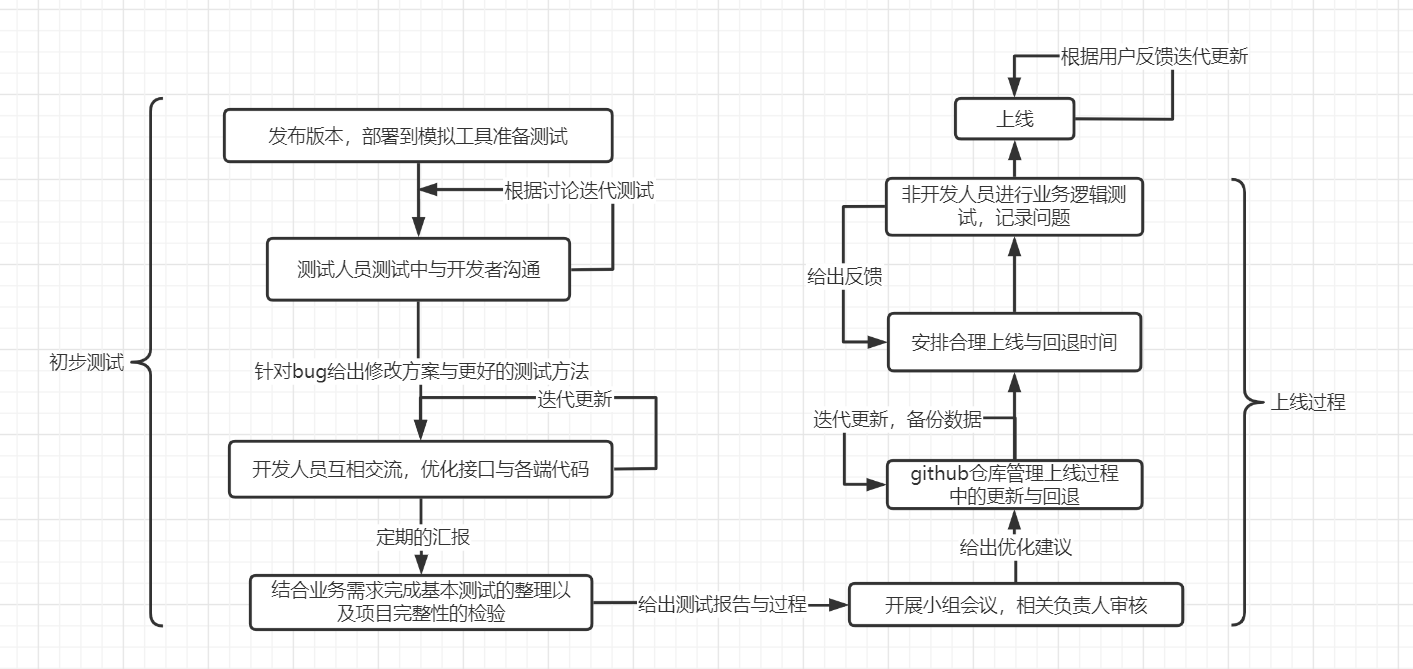 发布版本，部署到模拟工具准备测试
根据讨论迭代测试
测试人员测试中与开发者沟通
初步测试
针对bug给出修改方案与更好的测试方法
迭代更新
开发人员互相交流，优化接口与各端代码
定期的汇报
结合业务需求完成基本测试的整理以
及项目完整性的检验
给出测试报告与过程
开展小组会议，相关负责人审核
给出优化建议
github仓库管理上线过程
中的更新与回退
迭代更新，备份数据
安排合理上线与回退时间
给出反馈
非开发人员进行业务逻辑测
试，记录问题
上线
根据用户反馈迭代更新
上线过程